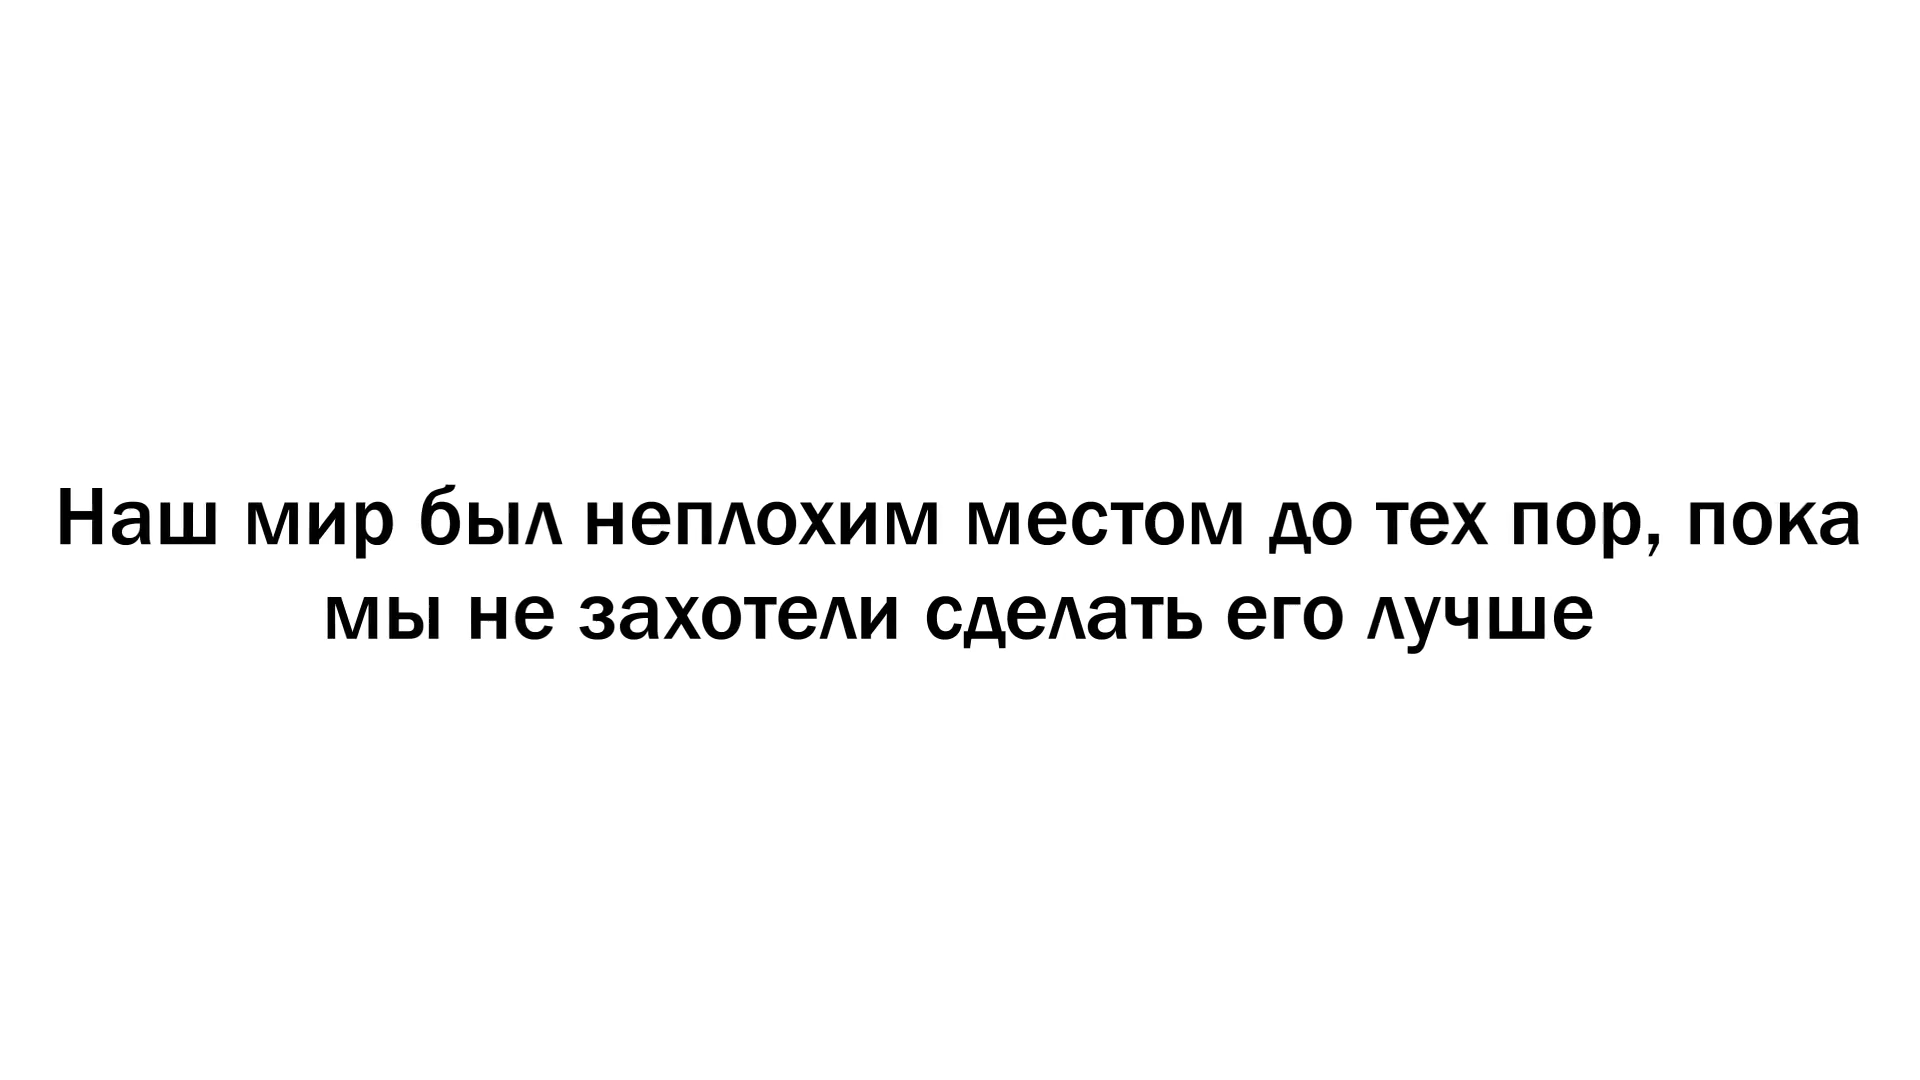 Наш мир был неплохим местом до тех пор, пока
мы не захотели сделать его лучше